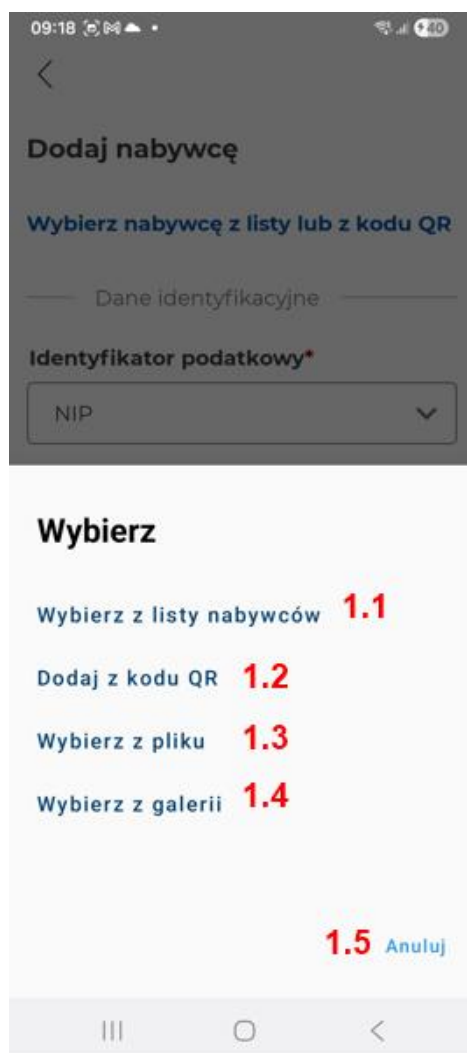 09:18
40
Dodaj nabywcę
Wybierz nabywcę z listy lub z kodu QR
Dane identyfikacyjne
Identyfikator podatkowy*
NIP
Wybierz
Wybierz z listy nabywców 1.1
Dodaj z kodu QR 1.2
Wybierz z pliku 1.3
Wybierz z galerii 1.4
1.5 Anuluj